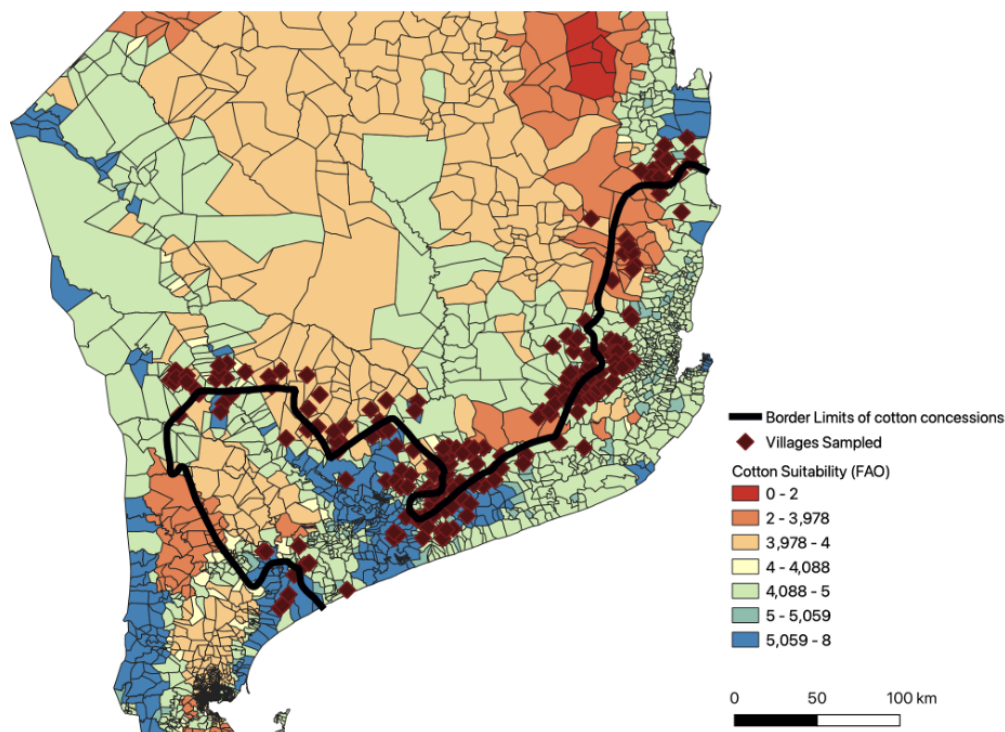 Border Limits of cotton concessions
Villages Sampled
Cotton Suitability (FAO)
0 - 2
2 - 3,978
3,978 - 4
4 - 4,088
4,088 - 5
5 - 5,059
5,059 - 8
0 50 100 km